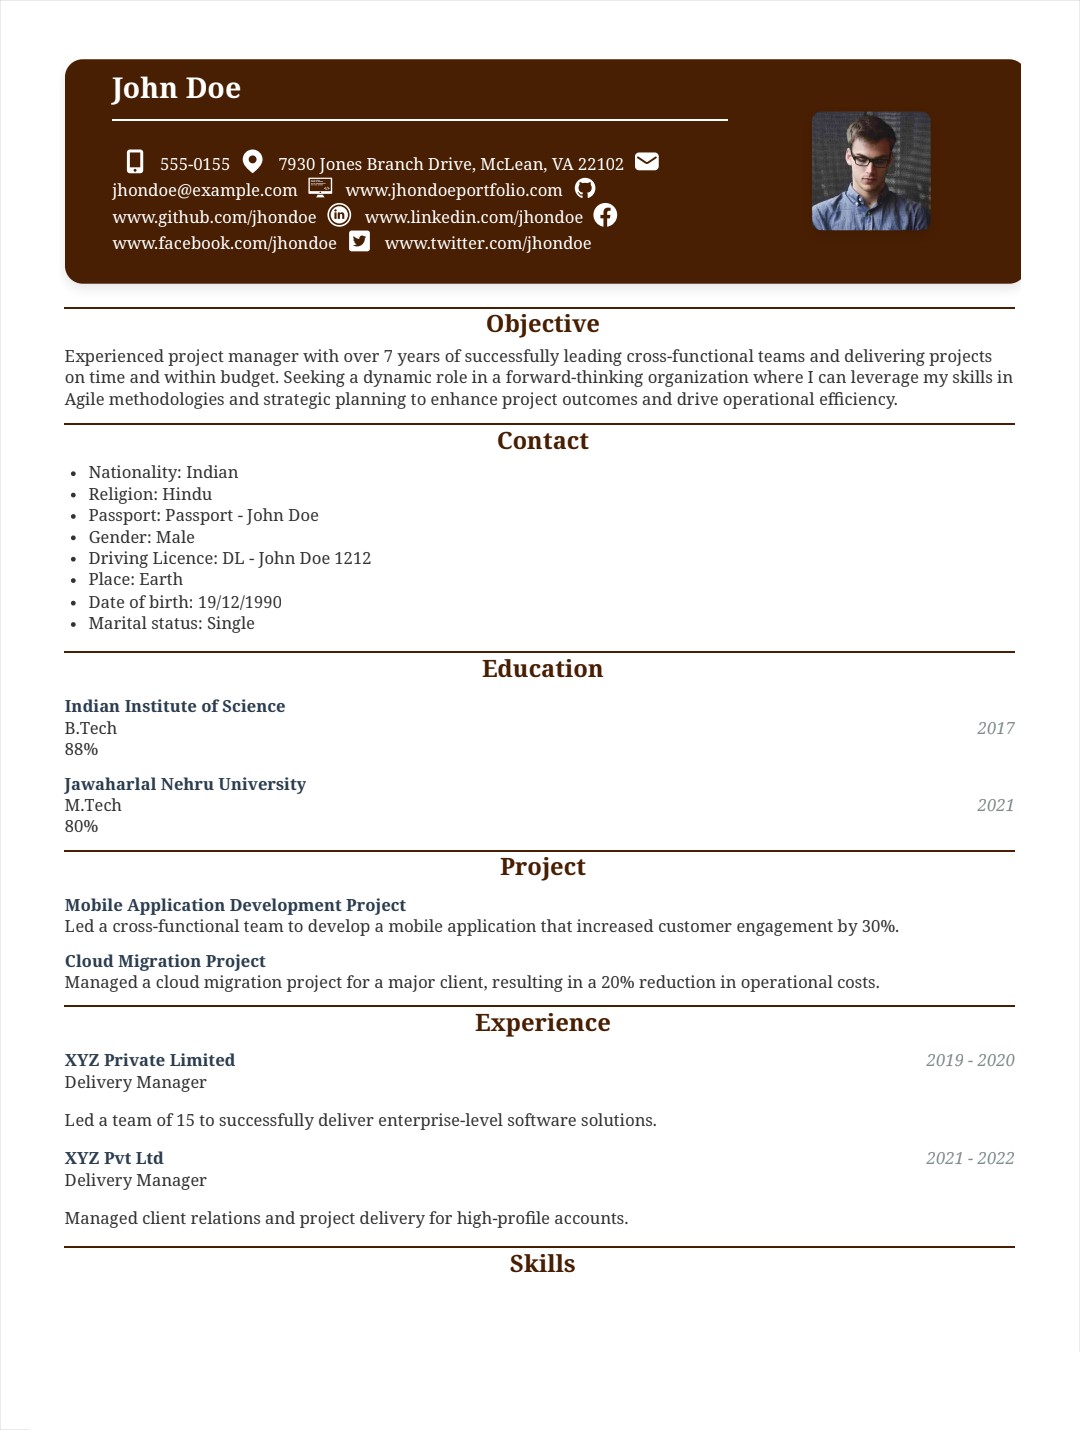 John Doe
555-0155 7930 Jones Branch Drive, McLean, VA 22102
jhondoe@example.com www.jhondoeportfolio.com
www.github.com/jhondoe www.linkedin.com/jhondoe
www.facebook.com/jhondoe www.twitter.com/jhondoe
Objective
Experienced project manager with over 7 years of successfully leading cross-functional teams and delivering projects
on time and within budget. Seeking a dynamic role in a forward-thinking organization where I can leverage my skills in
Agile methodologies and strategic planning to enhance project outcomes and drive operational efficiency.
Contact
• Nationality: Indian
• Religion: Hindu
• Passport: Passport - John Doe
• Gender: Male
• Driving Licence: DL - John Doe 1212
• Place: Earth
• Date of birth: 19/12/1990
• Marital status: Single
Education
Indian Institute of Science
B.Tech 2017
88%
Jawaharlal Nehru University
M.Tech 2021
80%
Project
Mobile Application Development Project
Led a cross-functional team to develop a mobile application that increased customer engagement by 30%.
Cloud Migration Project
Managed a cloud migration project for a major client, resulting in a 20% reduction in operational costs.
Experience
XYZ Private Limited 2019 - 2020
Delivery Manager
Led a team of 15 to successfully deliver enterprise-level software solutions.
XYZ Pvt Ltd 2021 - 2022
Delivery Manager
Managed client relations and project delivery for high-profile accounts.
Skills